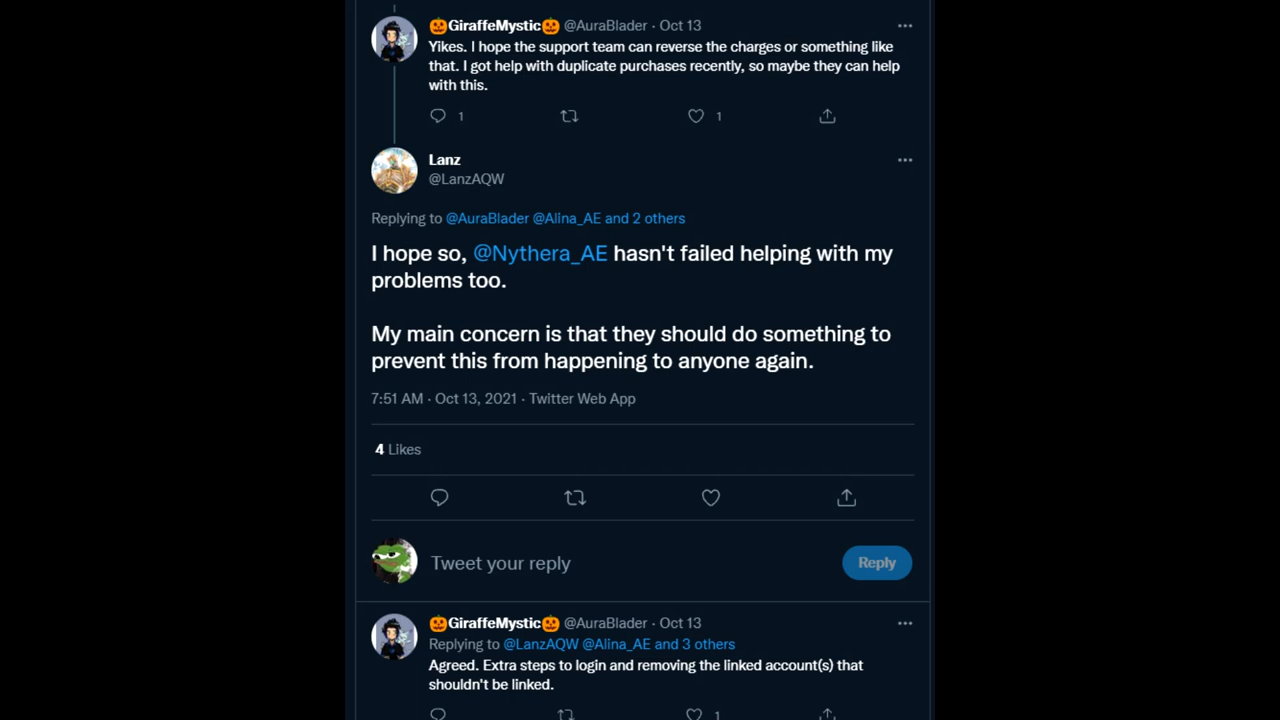 🎃GiraffeMystic🎃 @AuraBlader · Oct 13
Yikes. I hope the support team can reverse the charges or something like
that. I got help with duplicate purchases recently, so maybe they can help
with this.
1 1
Lanz
@LanzAQW
Replying to @AuraBlader @Alina_AE and 2 others
I hope so, @Nythera_AE hasn't failed helping with my
problems too.
My main concern is that they should do something to
prevent this from happening to anyone again.
7:51 AM · Oct 13, 2021 · Twitter Web App
4 Likes
Tweet your reply
Reply
🎃GiraffeMystic🎃 @AuraBlader · Oct 13
Replying to @LanzAQW @Alina_AE and 3 others
Agreed. Extra steps to login and removing the linked account(s) that
shouldn't be linked.
1